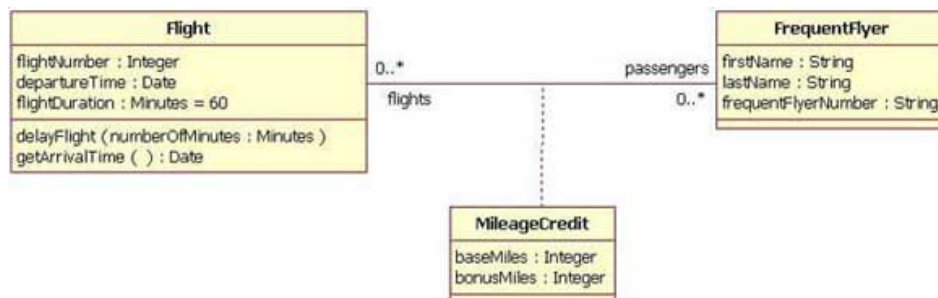 Flight
flightNumber : Integer
departureTime : Date
flightDuration : Minutes = 60
delayFlight ( numberOfMinutes : Minutes )
getArrivalTime ( ) : Date
0..*
flights
passengers
0..*
FrequentFlyer
firstName : String
lastName : String
frequentFlyerNumber : String
MileageCredit
baseMiles : Integer
bonusMiles : Integer